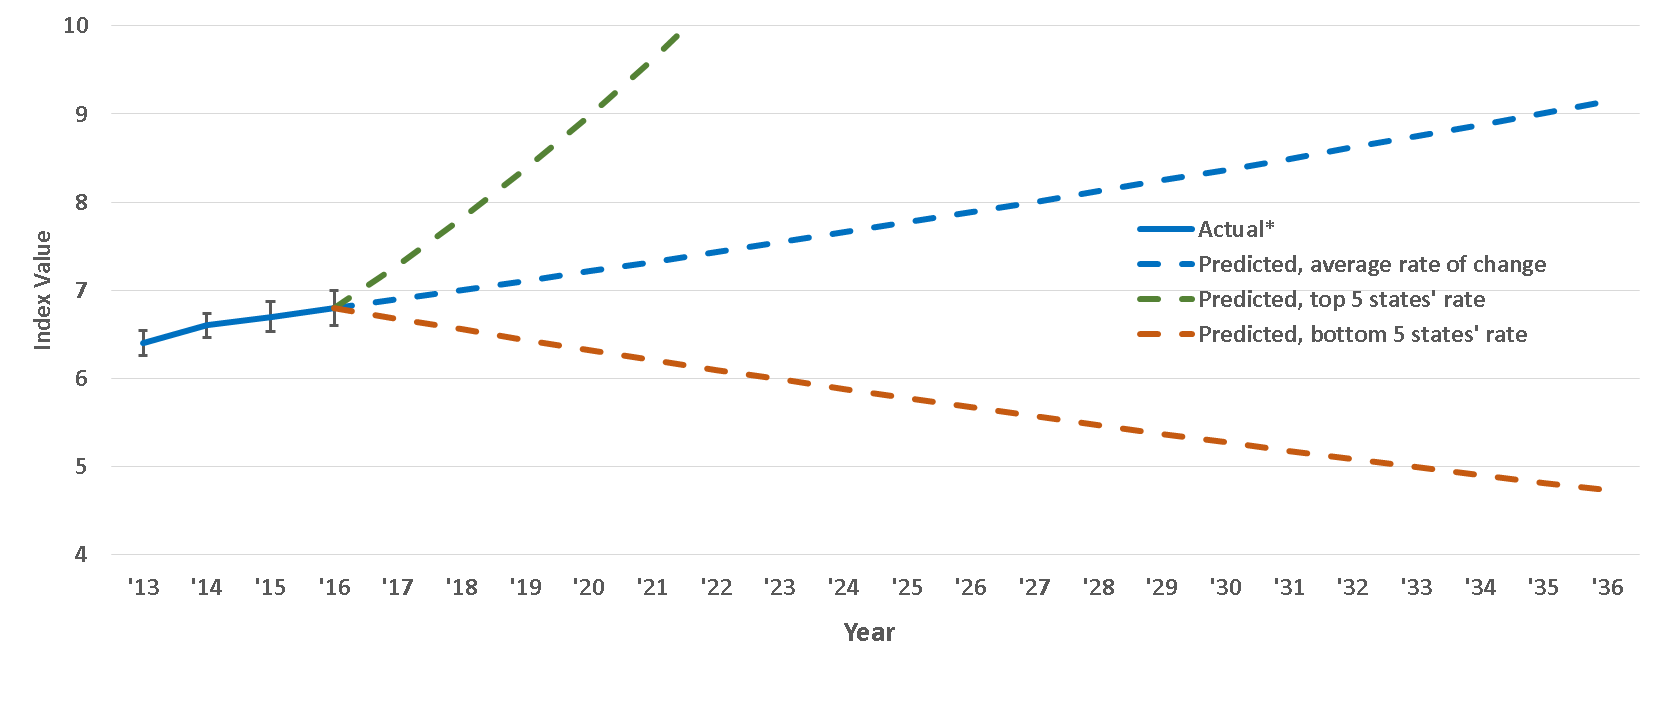 10
9
8
7
6
5
4
Index Value
Actual*
Predicted, average rate of change
Predicted, top 5 states' rate
Predicted, bottom 5 states' rate
'13 '14 '15 '16 '17 '18 '19 '20 '21 '22 '23 '24 '25 '26 '27 '28 '29 '30 '31 '32 '33 '34 '35 '36
Year